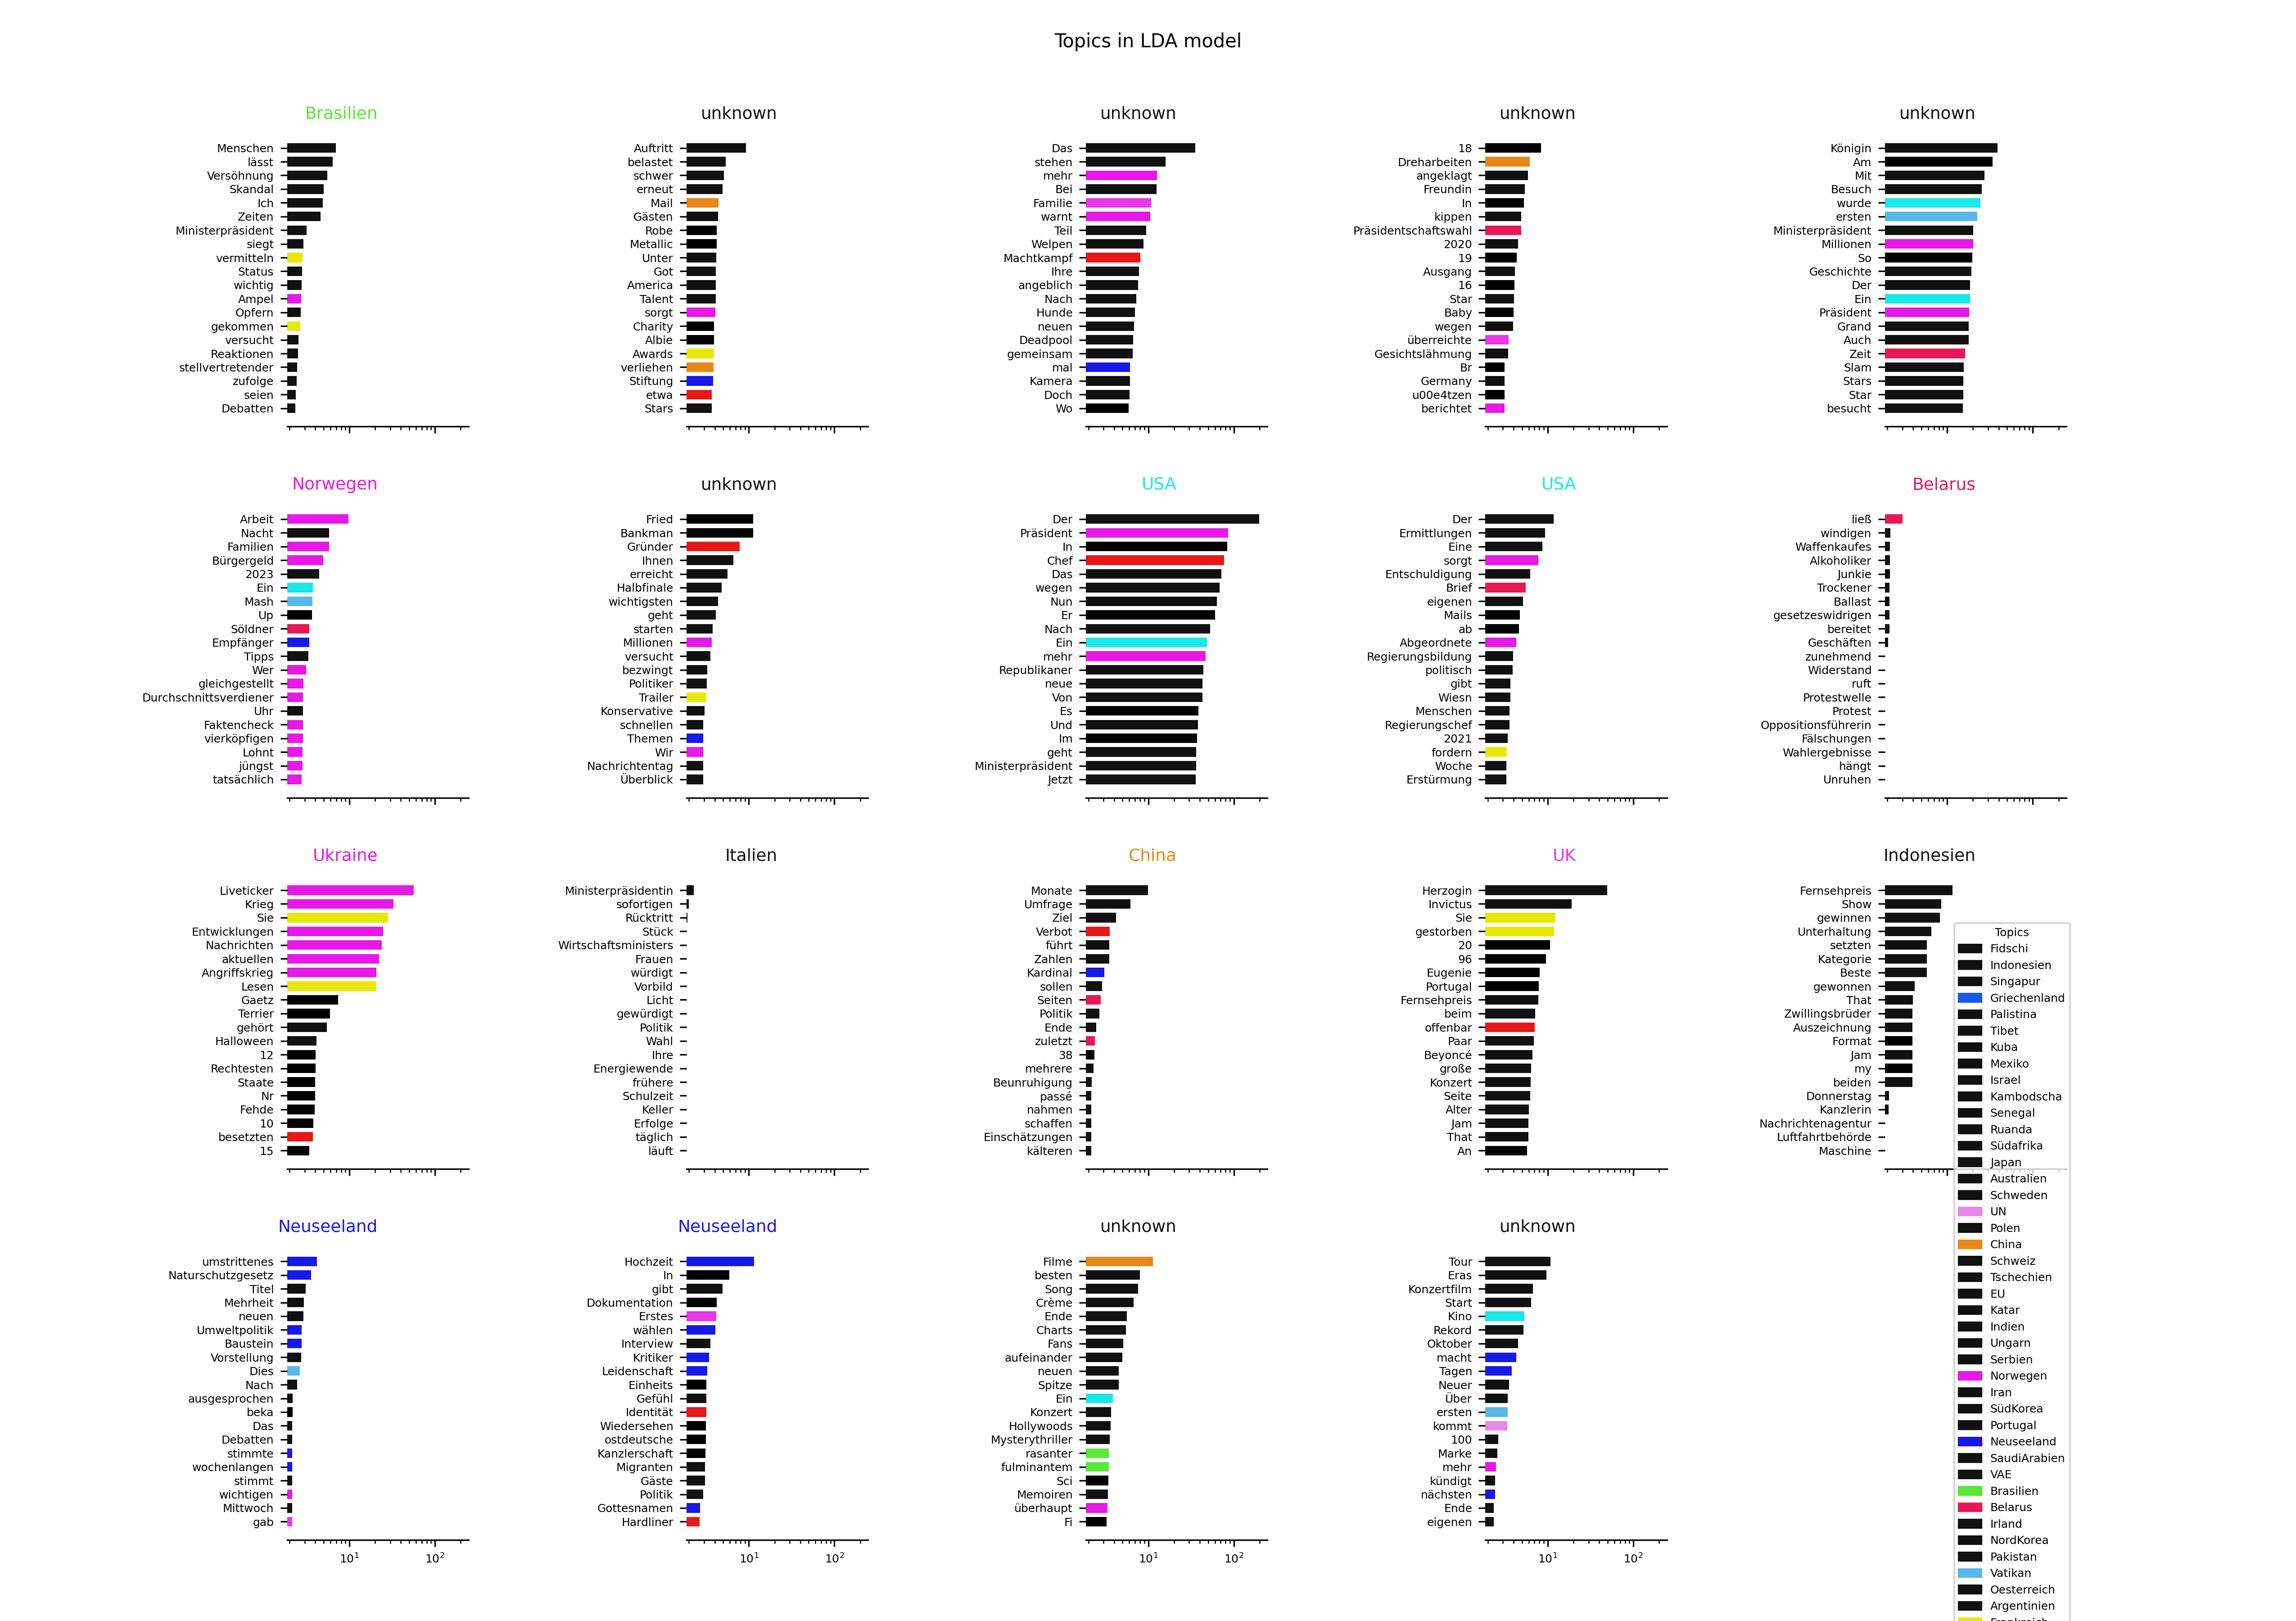 Topics in LDA model
Brasilien
Menschen
lässt
Versöhnung
Skandal
Ich
Zeiten
Ministerpräsident
siegt
vermitteln
Status
wichtig
Ampel
Opfern
gekommen
versucht
Reaktionen
stellvertretender
zufolge
seien
Debatten
unknown
Auftritt
belastet
schwer
erneut
Mail
Gästen
Robe
Metallic
Unter
Got
America
Talent
sorgt
Charity
Albie
Awards
verliehen
Stiftung
etwa
Stars
unknown
Das
stehen
mehr
Bei
Familie
warnt
Teil
Welpen
Machtkampf
Ihre
angeblich
Nach
Hunde
neuen
Deadpool
gemeinsam
mal
Kamera
Doch
Wo
unknown
18
Dreharbeiten
angeklagt
Freundin
In
kippen
Präsidentschaftswahl
2020
19
Ausgang
16
Star
Baby
wegen
überreichte
Gesichtslähmung
Br
Germany
u00e4tzen
berichtet
unknown
Königin
Am
Mit
Besuch
wurde
ersten
Ministerpräsident
Millionen
So
Geschichte
Der
Ein
Präsident
Grand
Auch
Zeit
Slam
Stars
Star
besucht
Norwegen
Arbeit
Nacht
Familien
Bürgergeld
2023
Ein
Mash
Up
Söldner
Empfänger
Tipps
Wer
gleichgestellt
Durchschnittsverdiener
Uhr
Faktencheck
vierköpfigen
Lohnt
jüngst
tatsächlich
unknown
Fried
Bankman
Gründer
Ihnen
erreicht
Halbfinale
wichtigsten
geht
starten
Millionen
versucht
bezwingt
Politiker
Trailer
Konservative
schnellen
Themen
Wir
Nachrichtentag
Überblick
USA
Der
Präsident
In
Chef
Das
wegen
Nun
Er
Nach
Ein
mehr
Republikaner
neue
Von
Es
Und
Im
geht
Ministerpräsident
Jetzt
USA
Der
Ermittlungen
Eine
sorgt
Entschuldigung
Brief
eigenen
Mails
ab
Abgeordnete
Regierungsbildung
politisch
gibt
Wiesn
Menschen
Regierungschef
2021
fordern
Woche
Erstürmung
Belarus
ließ
windigen
Waffenkaufes
Alkoholiker
Junkie
Trockener
Ballast
gesetzeswidrigen
bereitet
Geschäften
zunehmend
Widerstand
ruft
Protestwelle
Protest
Oppositionsführerin
Fälschungen
Wahlergebnisse
hängt
Unruhen
Ukraine
Liveticker
Krieg
Sie
Entwicklungen
Nachrichten
aktuellen
Angriffskrieg
Lesen
Gaetz
Terrier
gehört
Halloween
12
Rechtesten
Staate
Nr
Fehde
10
besetzten
15
Italien
Ministerpräsidentin
sofortigen
Rücktritt
Stück
Wirtschaftsministers
Frauen
würdigt
Vorbild
Licht
gewürdigt
Politik
Wahl
Ihre
Energiewende
frühere
Schulzeit
Keller
Erfolge
täglich
läuft
China
Monate
Umfrage
Ziel
Verbot
führt
Zahlen
Kardinal
sollen
Seiten
Politik
Ende
zuletzt
38
mehrere
Beunruhigung
passé
nahmen
schaffen
Einschätzungen
kälteren
UK
Herzogin
Invictus
Sie
gestorben
20
96
Eugenie
Portugal
Fernsehpreis
beim
offenbar
Paar
Beyoncé
große
Konzert
Seite
Alter
Jam
That
An
Indonesien
Fernsehpreis
Show
gewinnen
Unterhaltung
setzten
Kategorie
Beste
gewonnen
That
Zwillingsbrüder
Auszeichnung
Format
Jam
my
beiden
Donnerstag
Kanzlerin
Nachrichtenagentur
Luftfahrtbehörde
Maschine
Neuseeland
umstrittenes
Naturschutzgesetz
Titel
Mehrheit
neuen
Umweltpolitik
Baustein
Vorstellung
Dies
Nach
ausgesprochen
beka
Das
Debatten
stimmte
wochenlangen
stimmt
wichtigen
Mittwoch
gab
10¹ 10²
Neuseeland
Hochzeit
In
gibt
Dokumentation
Erstes
wählen
Interview
Kritiker
Leidenschaft
Einheits
Gefühl
Identität
Wiedersehen
ostdeutsche
Kanzlerschaft
Migranten
Gäste
Politik
Gottesnamen
Hardliner
10¹ 10²
unknown
Filme
besten
Song
Crème
Ende
Charts
Fans
aufeinander
neuen
Spitze
Ein
Konzert
Hollywoods
Mysterythriller
rasanter
fulminantem
Sci
Memoiren
überhaupt
Fi
10¹ 10²
unknown
Tour
Eras
Konzertfilm
Start
Kino
Rekord
Oktober
macht
Tagen
Neuer
Über
ersten
kommt
100
Marke
mehr
kündigt
nächsten
Ende
eigenen
10¹ 10²
Topics
Fidschi
Indonesien
Singapur
Griechenland
Palistina
Tibet
Kuba
Mexiko
Israel
Kambodscha
Senegal
Ruanda
Südafrika
Japan
Australien
Schweden
UN
Polen
China
Schweiz
Tschechien
EU
Katar
Indien
Ungarn
Serbien
Norwegen
Iran
SüdKorea
Portugal
Neuseeland
SaudiArabien
VAE
Brasilien
Belarus
Irland
NordKorea
Pakistan
Vatikan
Oesterreich
Argentinien